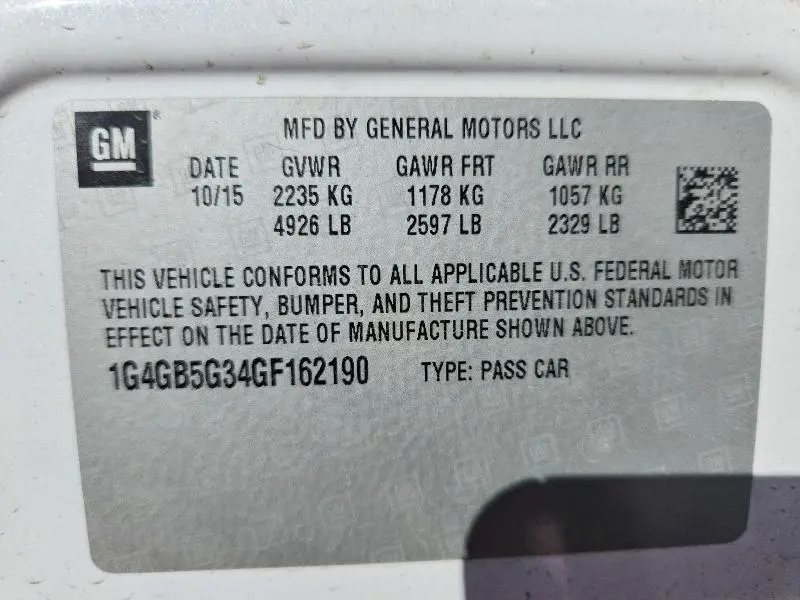 GM
MFD BY GENERAL MOTORS LLC
DATE GVWR GAWR FRT GAWR RR
10/15 2235 KG 1178 KG 1057 KG
4926 LB 2597 LB 2329 LB
THIS VEHICLE CONFORMS TO ALL APPLICABLE U.S. FEDERAL MOTOR
VEHICLE SAFETY, BUMPER, AND THEFT PREVENTION STANDARDS IN
EFFECT ON THE DATE OF MANUFACTURE SHOWN ABOVE.
1G4GB5G34GF162190 TYPE: PASS CAR